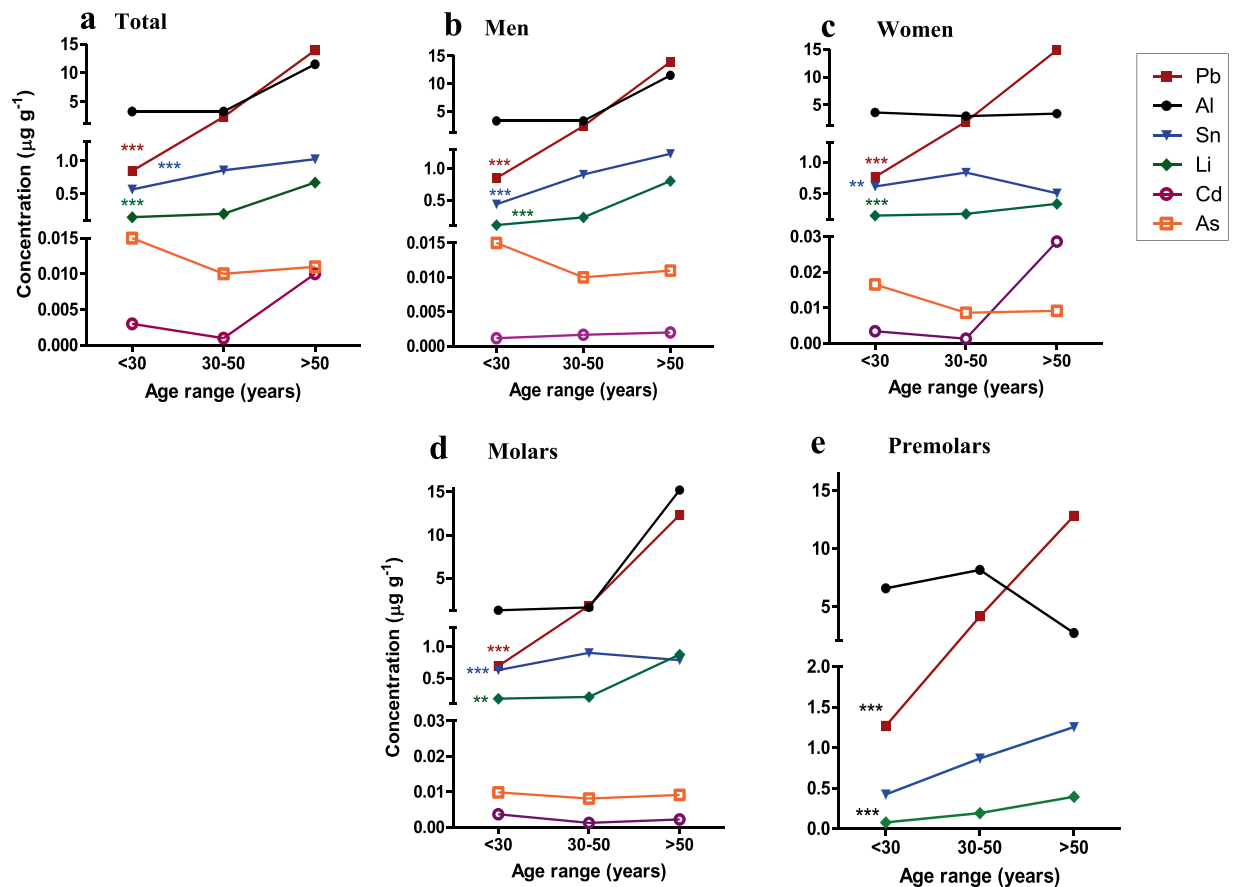 a Total
Concentration (µg g⁻¹)
15
10
5
***
***
1.0
0.5
***
0.015
0.010
0.005
0.000
<30 30-50 >50
Age range (years)
b Men
15
10
5
***
1.0
***
0.5
***
0.015
0.010
0.005
0.000
<30 30-50 >50
Age range (years)
c Women
15
10
5
***
1.0
**
0.5
***
0.03
0.02
0.01
0.00
<30 30-50 >50
Age range (years)
Pb
Al
Sn
Li
Cd
As
d Molars
Concentration (µg g⁻¹)
15
10
5
***
1.0
***
0.5
**
0.03
0.02
0.01
0.00
<30 30-50 >50
Age range (years)
e Premolars
15
10
5
2.0
1.5
***
1.0
0.5
***
0.0
<30 30-50 >50
Age range (years)